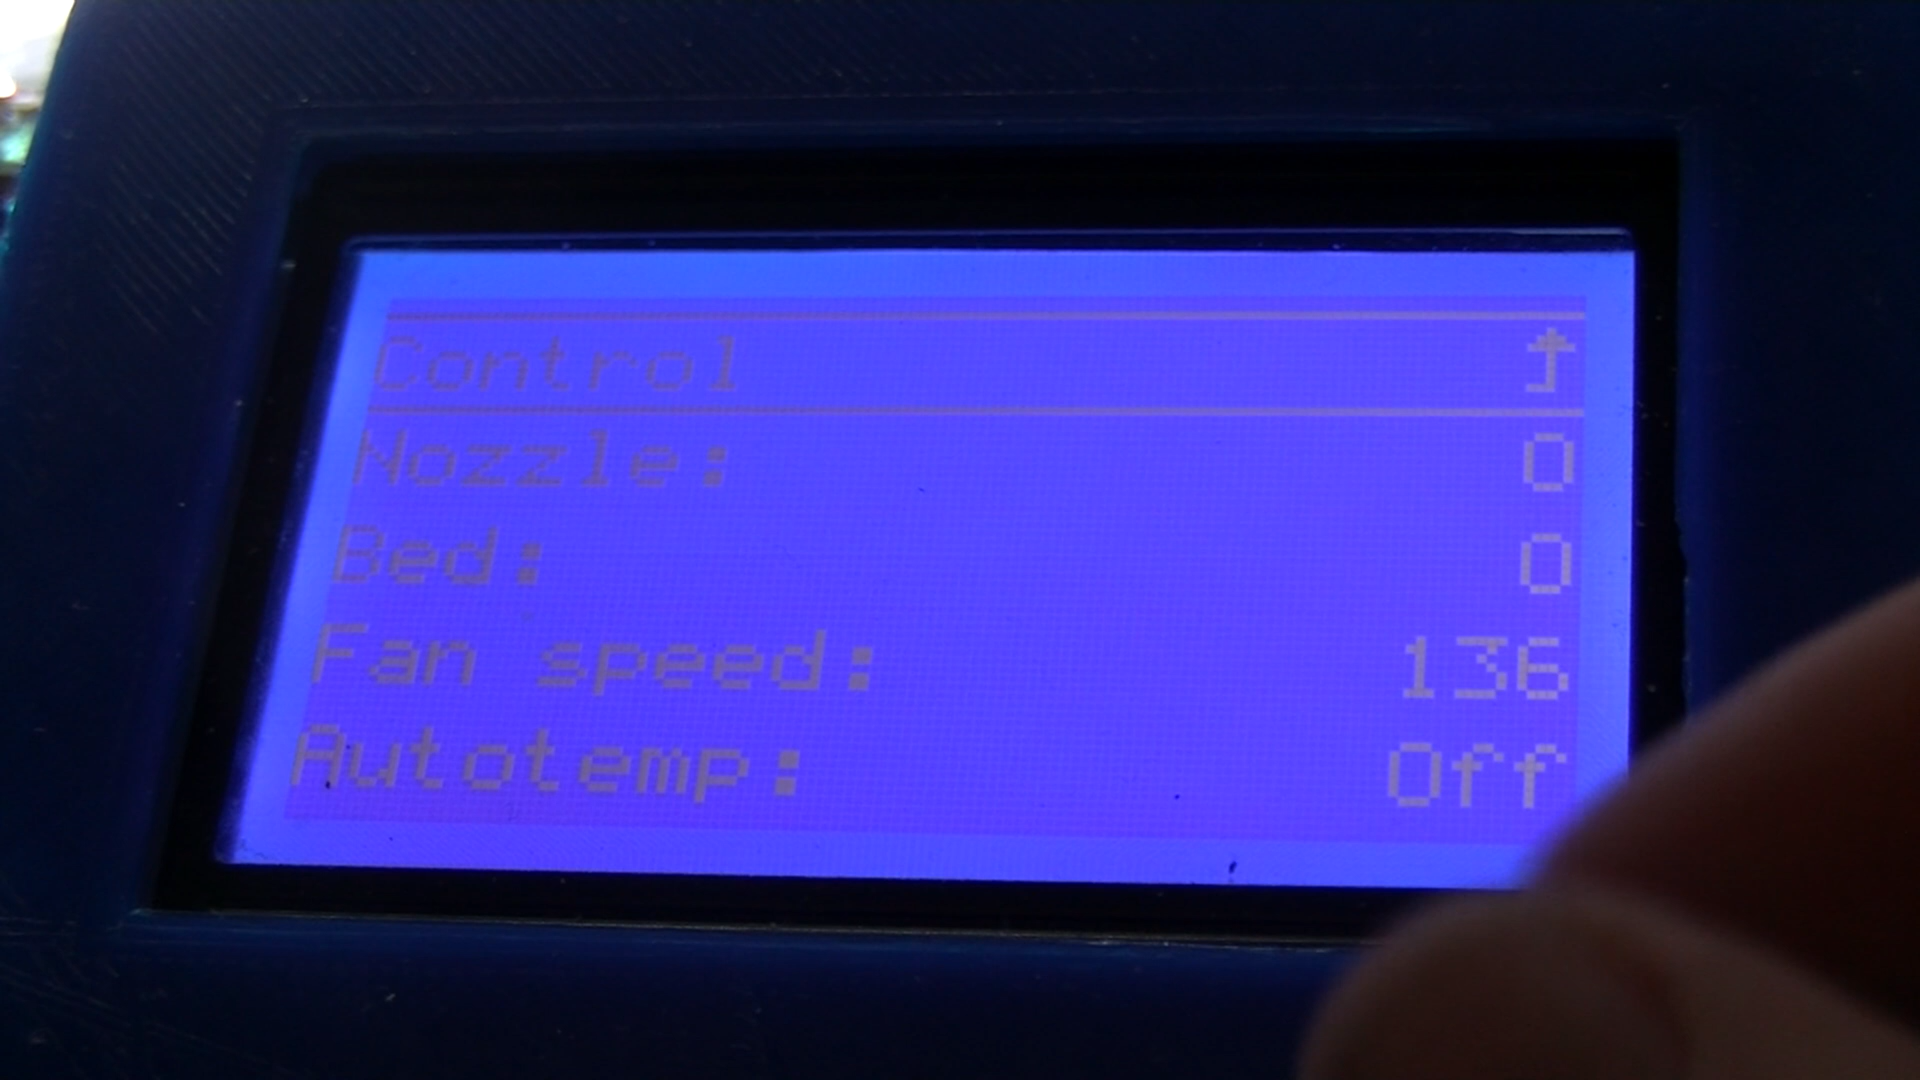 Control ↑
Nozzle: 0
Bed: 0
Fan speed: 136
Autotemp: Off